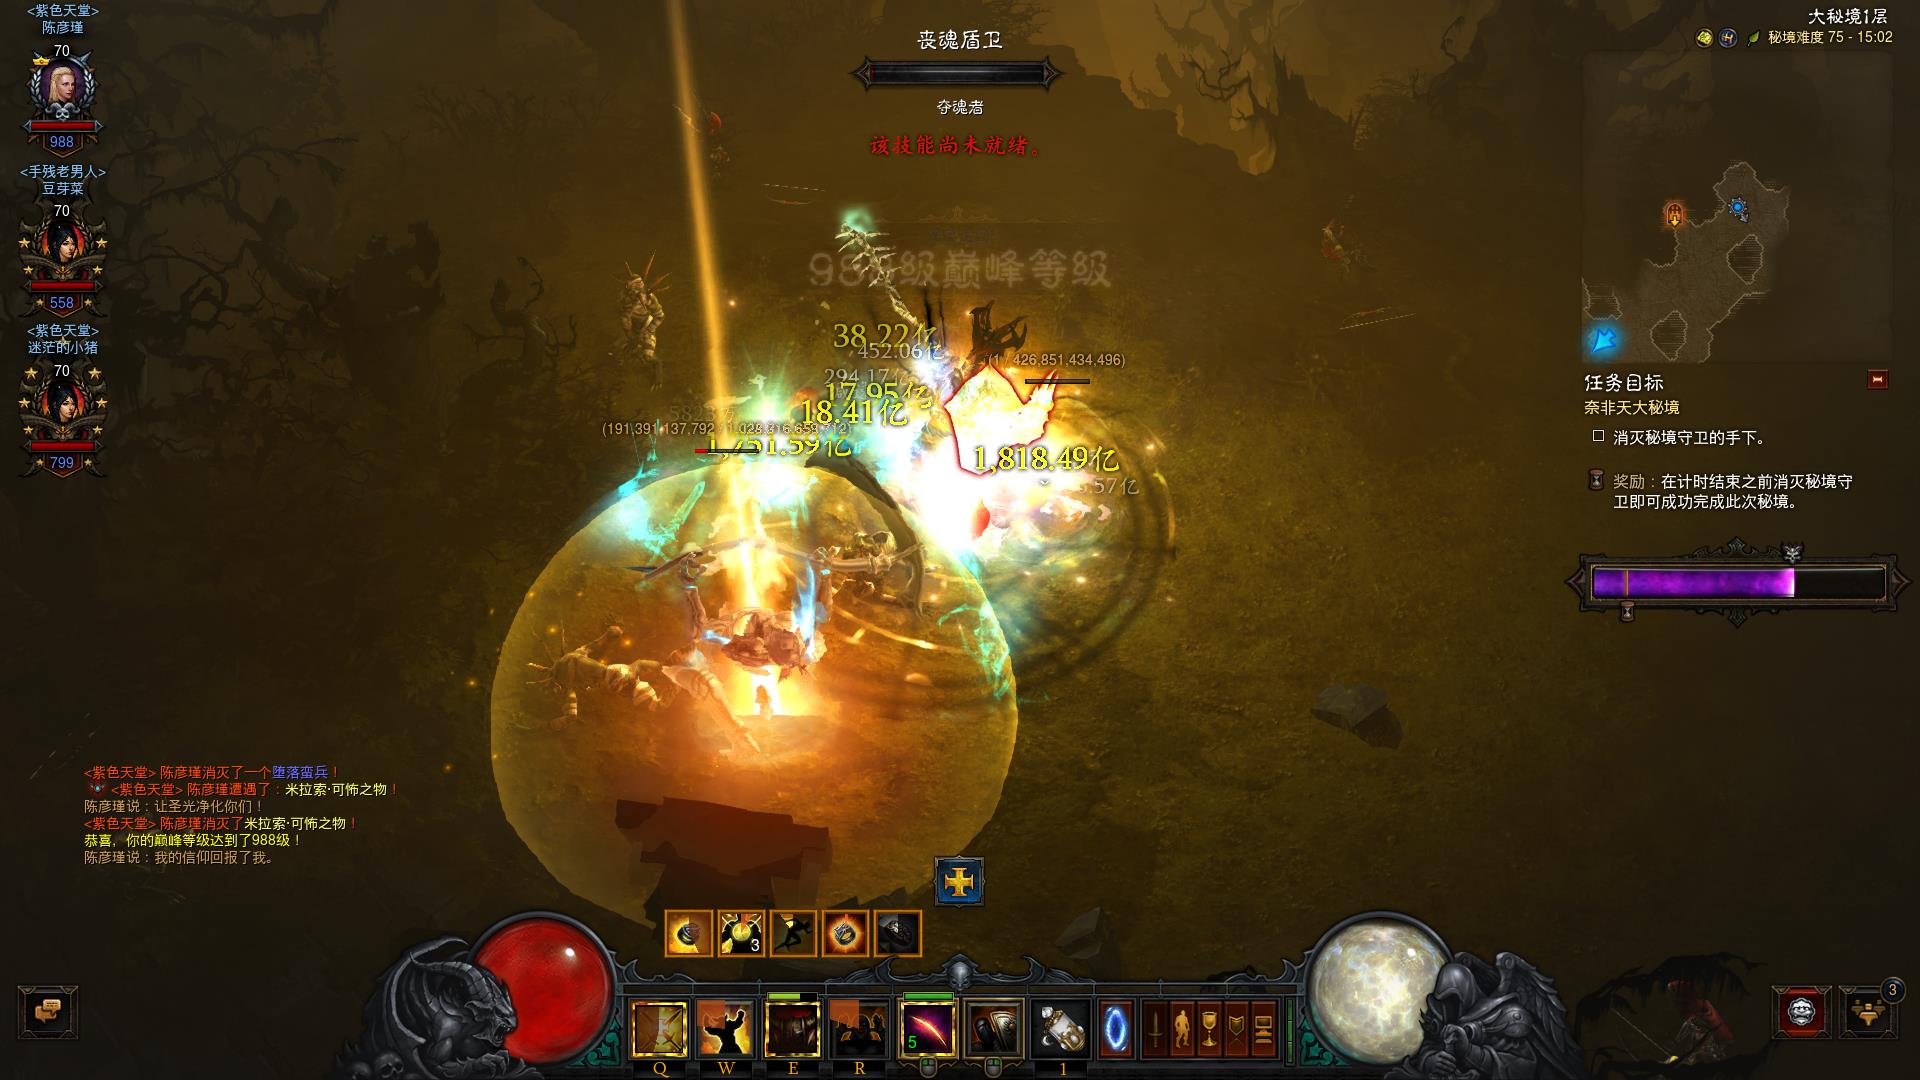 <紫色天堂>
陈彦瑾
70
988
<手残老男人>
豆芽菜
70
558
<紫色天堂>
迷茫的小猪
70
799
丧魂盾卫
夺魂者
该技能尚未就绪。
级巅峰等级
38.22亿
452.06亿
294.17亿
17.95亿
18.41亿
1,818.49亿
大秘境1层
秘境难度 75 - 15:02
任务目标
奈非天大秘境
消灭秘境守卫的手下。
奖励：在计时结束之前消灭秘境守
卫即可成功完成此次秘境。
<紫色天堂> 陈彦瑾消灭了一个堕落蛮兵！
<紫色天堂> 陈彦瑾遭遇了：米拉索·可怖之物！
陈彦瑾说：让圣光净化你们！
<紫色天堂> 陈彦瑾消灭了米拉索·可怖之物！
恭喜，你的巅峰等级达到了988级！
陈彦瑾说：我的信仰回报了我。
3
5
Q
W
E
R
1
3